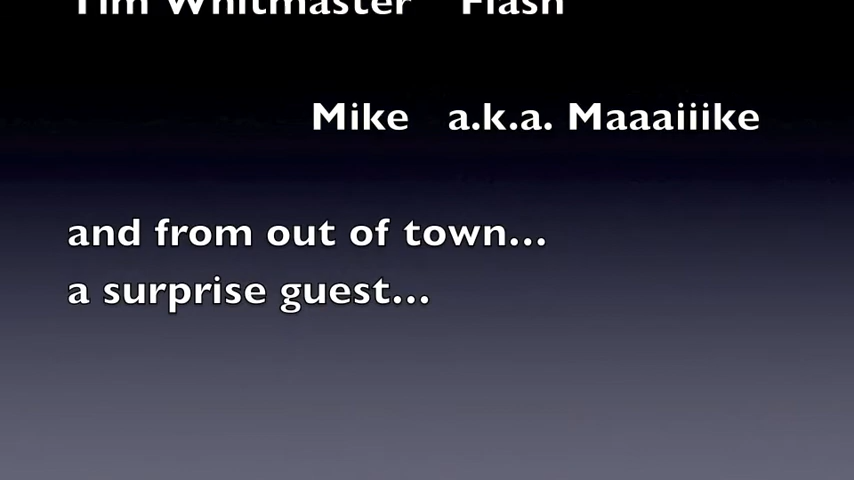 Tim Whitmaster Flash
Mike a.k.a. Maaaiiike
and from out of town...
a surprise guest...